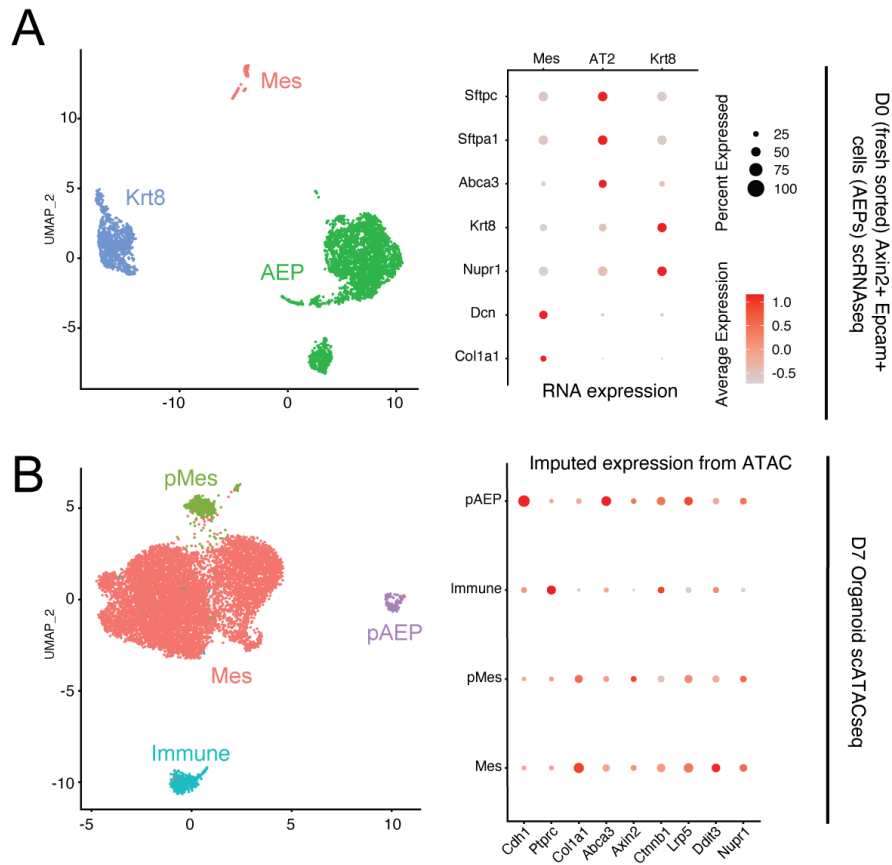 A
Mes
Krt8
AEP
UMAP_2
10
5
0
-5
-10
0
10
Mes
AT2
Krt8
Sftpc
Sftpa1
Abca3
Krt8
Nupr1
Dcn
Col1a1
RNA expression
Percent Expressed
25
50
75
100
Average Expression
1.0
0.5
0.0
-0.5
D0 (fresh sorted) Axin2+ Epcam+
cells (AEPs) scRNAseq
B
pMes
pAEP
Mes
Immune
UMAP_2
5
0
-5
-10
-5
0
5
10
Imputed expression from ATAC
pAEP
Immune
pMes
Mes
Cdh1
Ptprc
Col1a1
Abca3
Axin2
Ctnnb1
Lrp5
Ddit3
Nupr1
D7 Organoid scATACseq